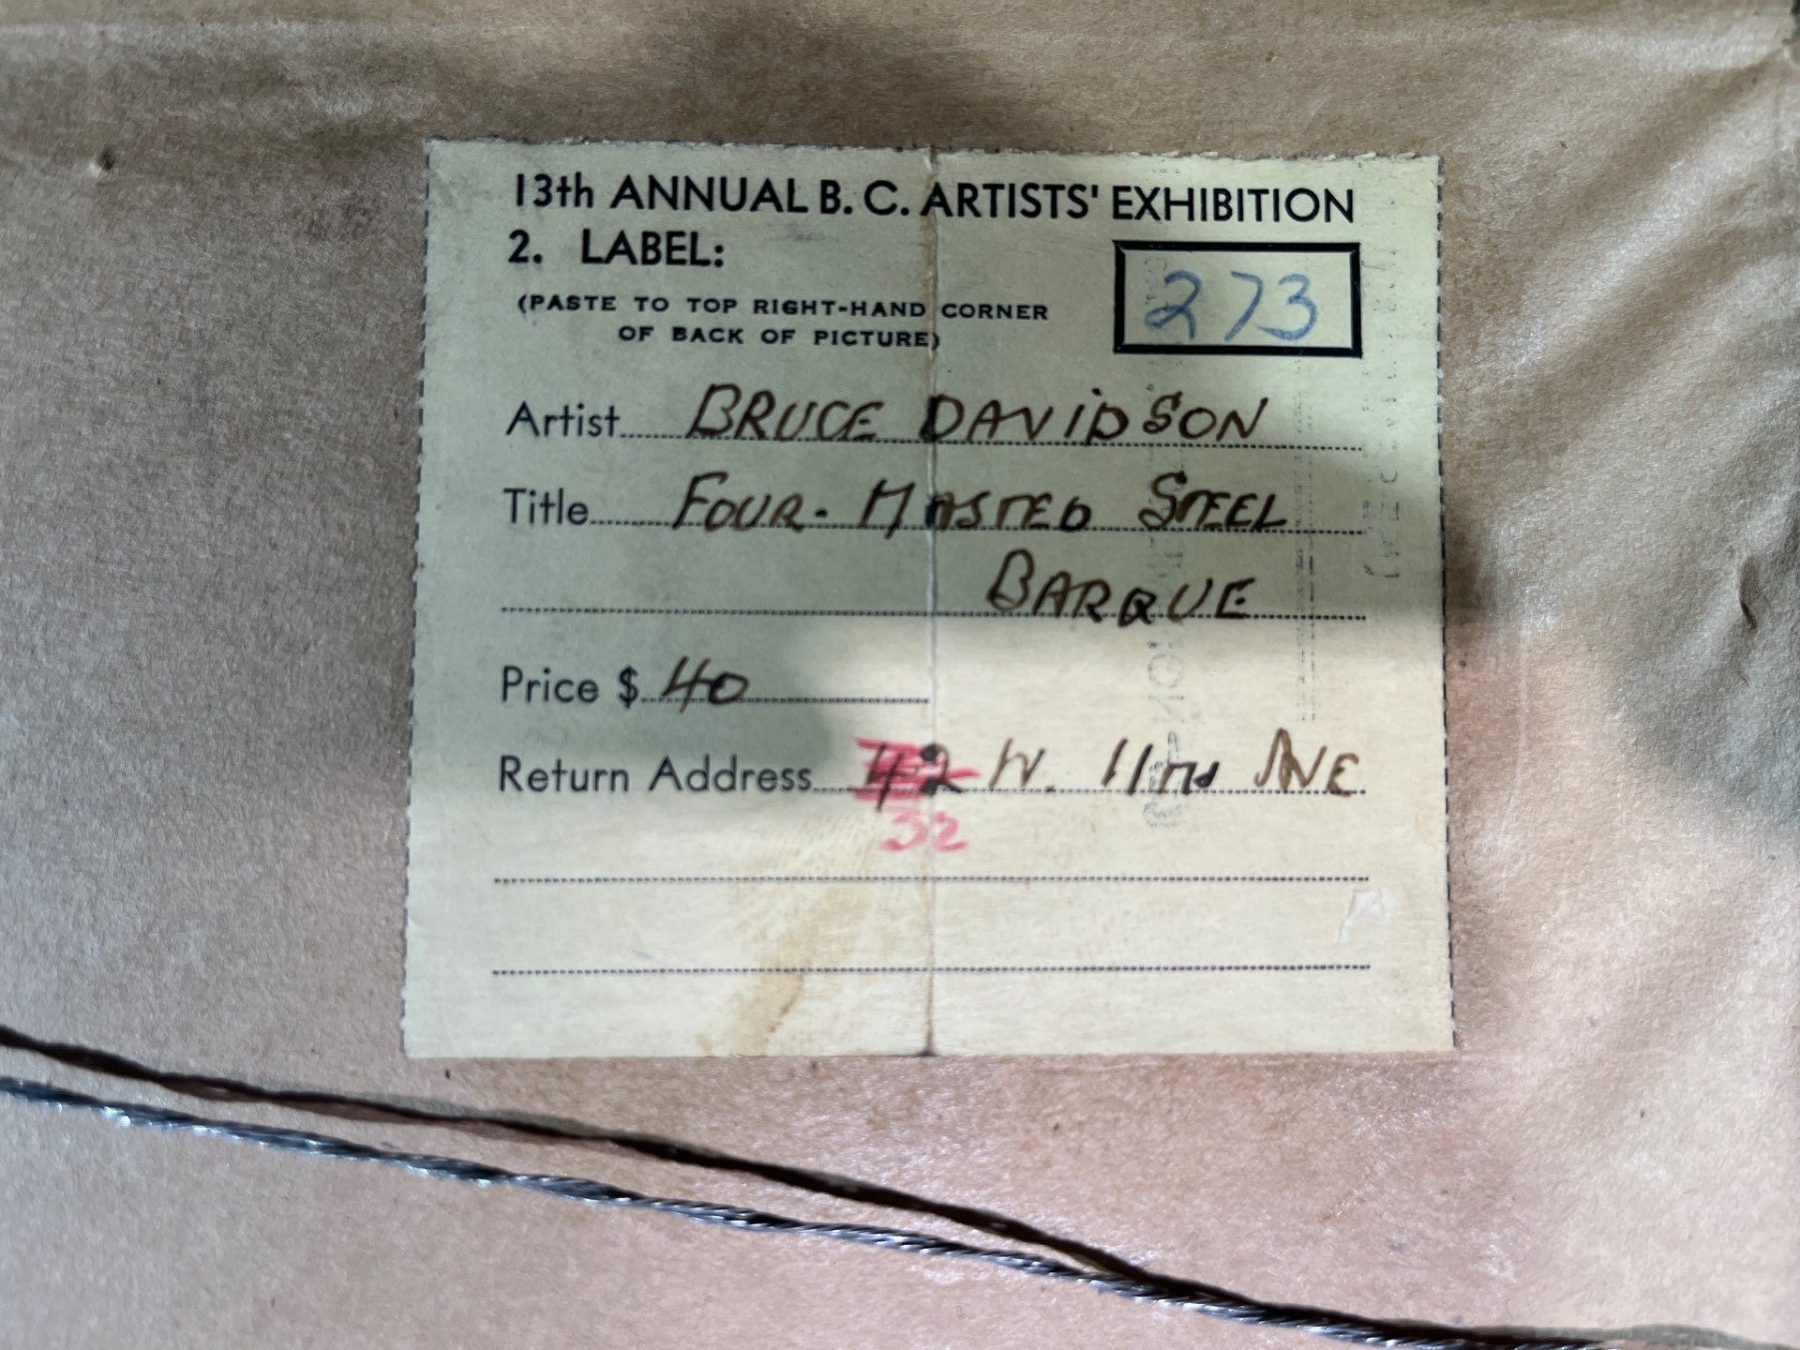 13th ANNUAL B. C. ARTISTS' EXHIBITION
2. LABEL:
273
(PASTE TO TOP RIGHT-HAND CORNER
OF BACK OF PICTURE)
Artist BRUCE DAVIDSON
Title FOUR-MASTED STEEL
BARQUE
Price $ 40
Return Address 42 W. 11TH AVE
32